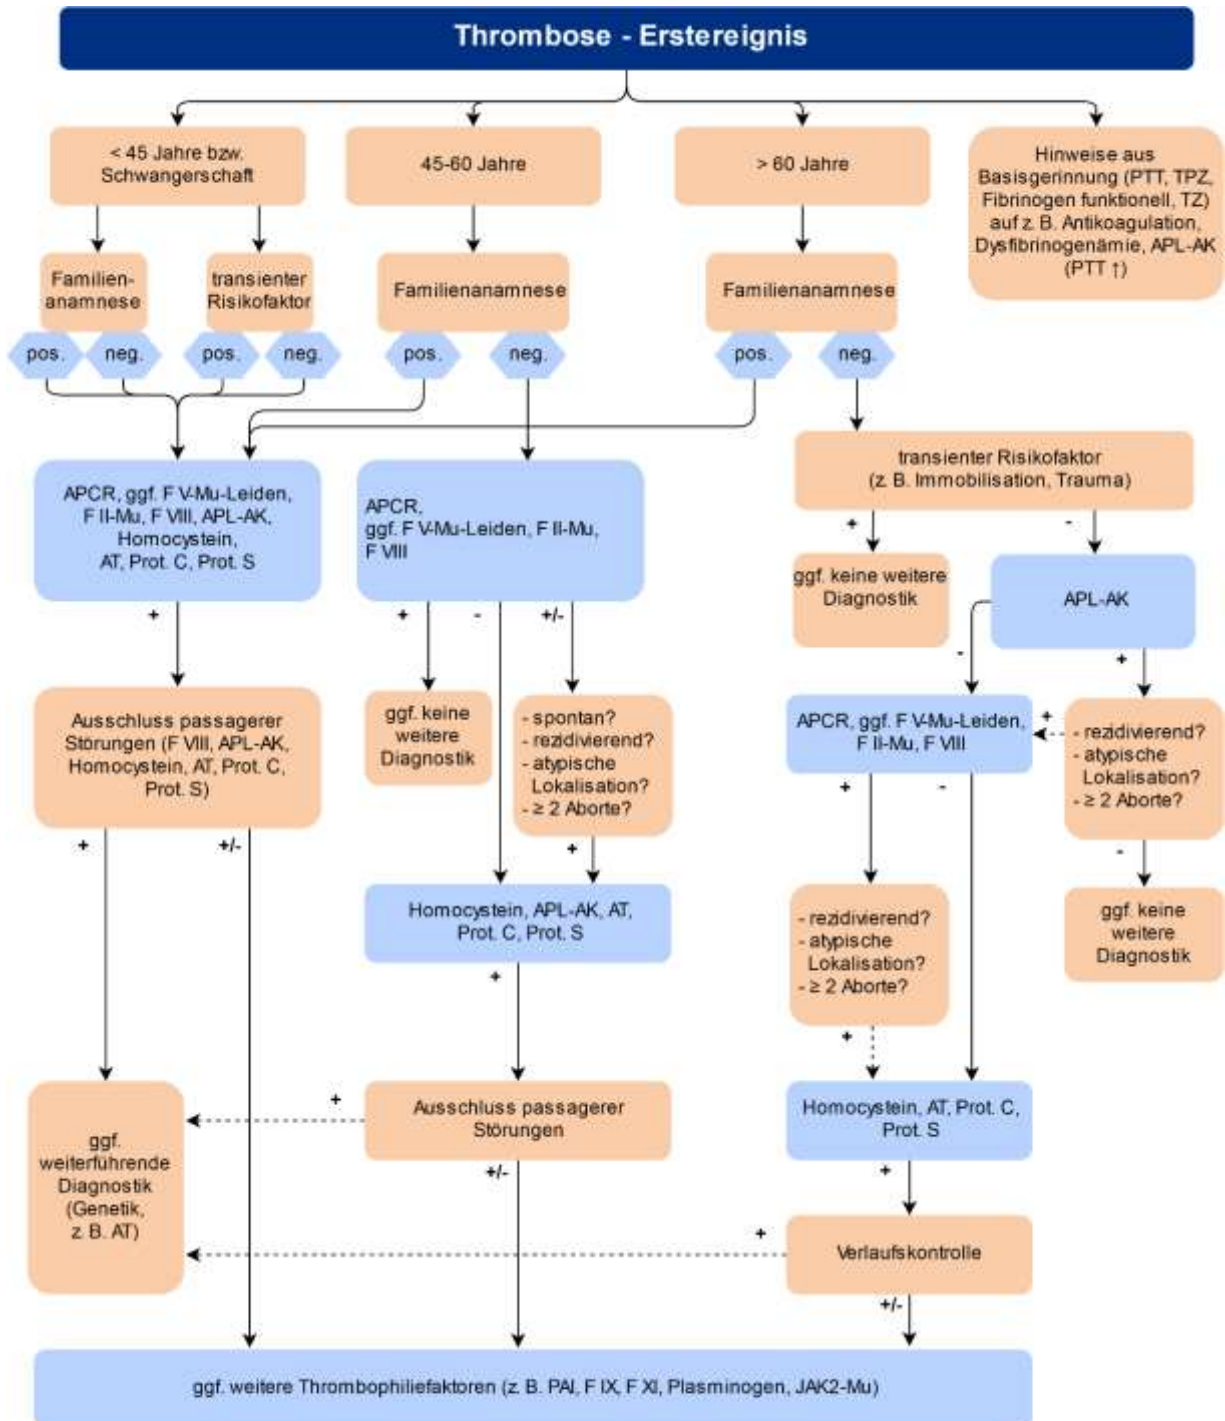 Thrombose - Erstereignis
< 45 Jahre bzw.
Schwangerschaft
45-60 Jahre
> 60 Jahre
Hinweise aus
Basisgerinnung (PTT, TPZ,
Fibrinogen funktionell, TZ)
auf z. B. Antikoagulation,
Dysfibrinogenämie, APL-AK
(PTT ↑)
Familien-
anamnese
transienter
Risikofaktor
Familienanamnese
Familienanamnese
pos.
neg.
pos.
neg.
pos.
neg.
pos.
neg.
transienter Risikofaktor
(z. B. Immobilisation, Trauma)
+
-
APCR, ggf. F V-Mu-Leiden,
F II-Mu, F VIII, APL-AK,
Homocystein,
AT, Prot. C, Prot. S
+
APCR,
ggf. F V-Mu-Leiden, F II-Mu,
F VIII
+
-
+/-
ggf. keine weitere
Diagnostik
APL-AK
-
+
Ausschluss passagerer
Störungen (F VIII, APL-AK,
Homocystein, AT, Prot. C,
Prot. S)
+
+/-
ggf. keine
weitere
Diagnostik
- spontan?
- rezidivierend?
- atypische
Lokalisation?
- ≥ 2 Aborte?
+
APCR, ggf. F V-Mu-Leiden,
F II-Mu, F VIII
+
-
+
- rezidivierend?
- atypische
Lokalisation?
- ≥ 2 Aborte?
-
Homocystein, APL-AK, AT,
Prot. C, Prot. S
+
- rezidivierend?
- atypische
Lokalisation?
- ≥ 2 Aborte?
+
ggf. keine
weitere
Diagnostik
ggf.
weiterführende
Diagnostik
(Genetik,
z. B. AT)
+
Ausschluss passagerer
Störungen
+/-
Homocystein, AT, Prot. C,
Prot. S
+
+
Verlaufskontrolle
+/-
ggf. weitere Thrombophiliefaktoren (z. B. PAI, F IX, F XI, Plasminogen, JAK2-Mu)